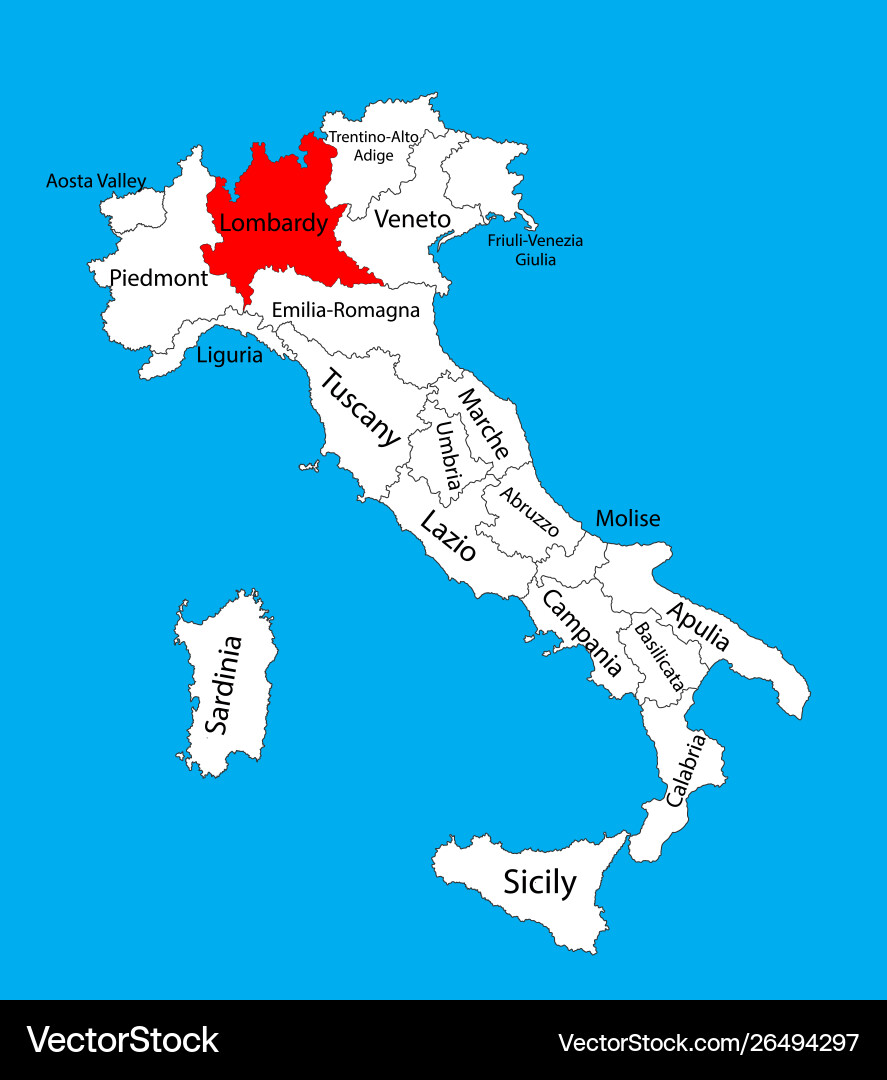 Trentino-Alto
Adige
Aosta Valley
Lombardy
Veneto
Friuli-Venezia
Giulia
Piedmont
Emilia-Romagna
Liguria
Tuscany
Marche
Umbria
Abruzzo
Molise
Lazio
Campania
Apulia
Basilicata
Sardinia
Calabria
Sicily
VectorStock
VectorStock.com/26494297